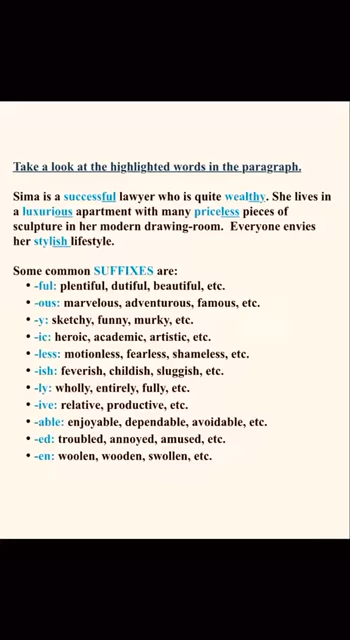 Take a look at the highlighted words in the paragraph.
Sima is a successful lawyer who is quite wealthy. She lives in
a luxurious apartment with many priceless pieces of
sculpture in her modern drawing-room. Everyone envies
her stylish lifestyle.
Some common SUFFIXES are:
• -ful: plentiful, dutiful, beautiful, etc.
• -ous: marvelous, adventurous, famous, etc.
• -y: sketchy, funny, murky, etc.
• -ic: heroic, academic, artistic, etc.
• -less: motionless, fearless, shameless, etc.
• -ish: feverish, childish, sluggish, etc.
• -ly: wholly, entirely, fully, etc.
• -ive: relative, productive, etc.
• -able: enjoyable, dependable, avoidable, etc.
• -ed: troubled, annoyed, amused, etc.
• -en: woolen, wooden, swollen, etc.